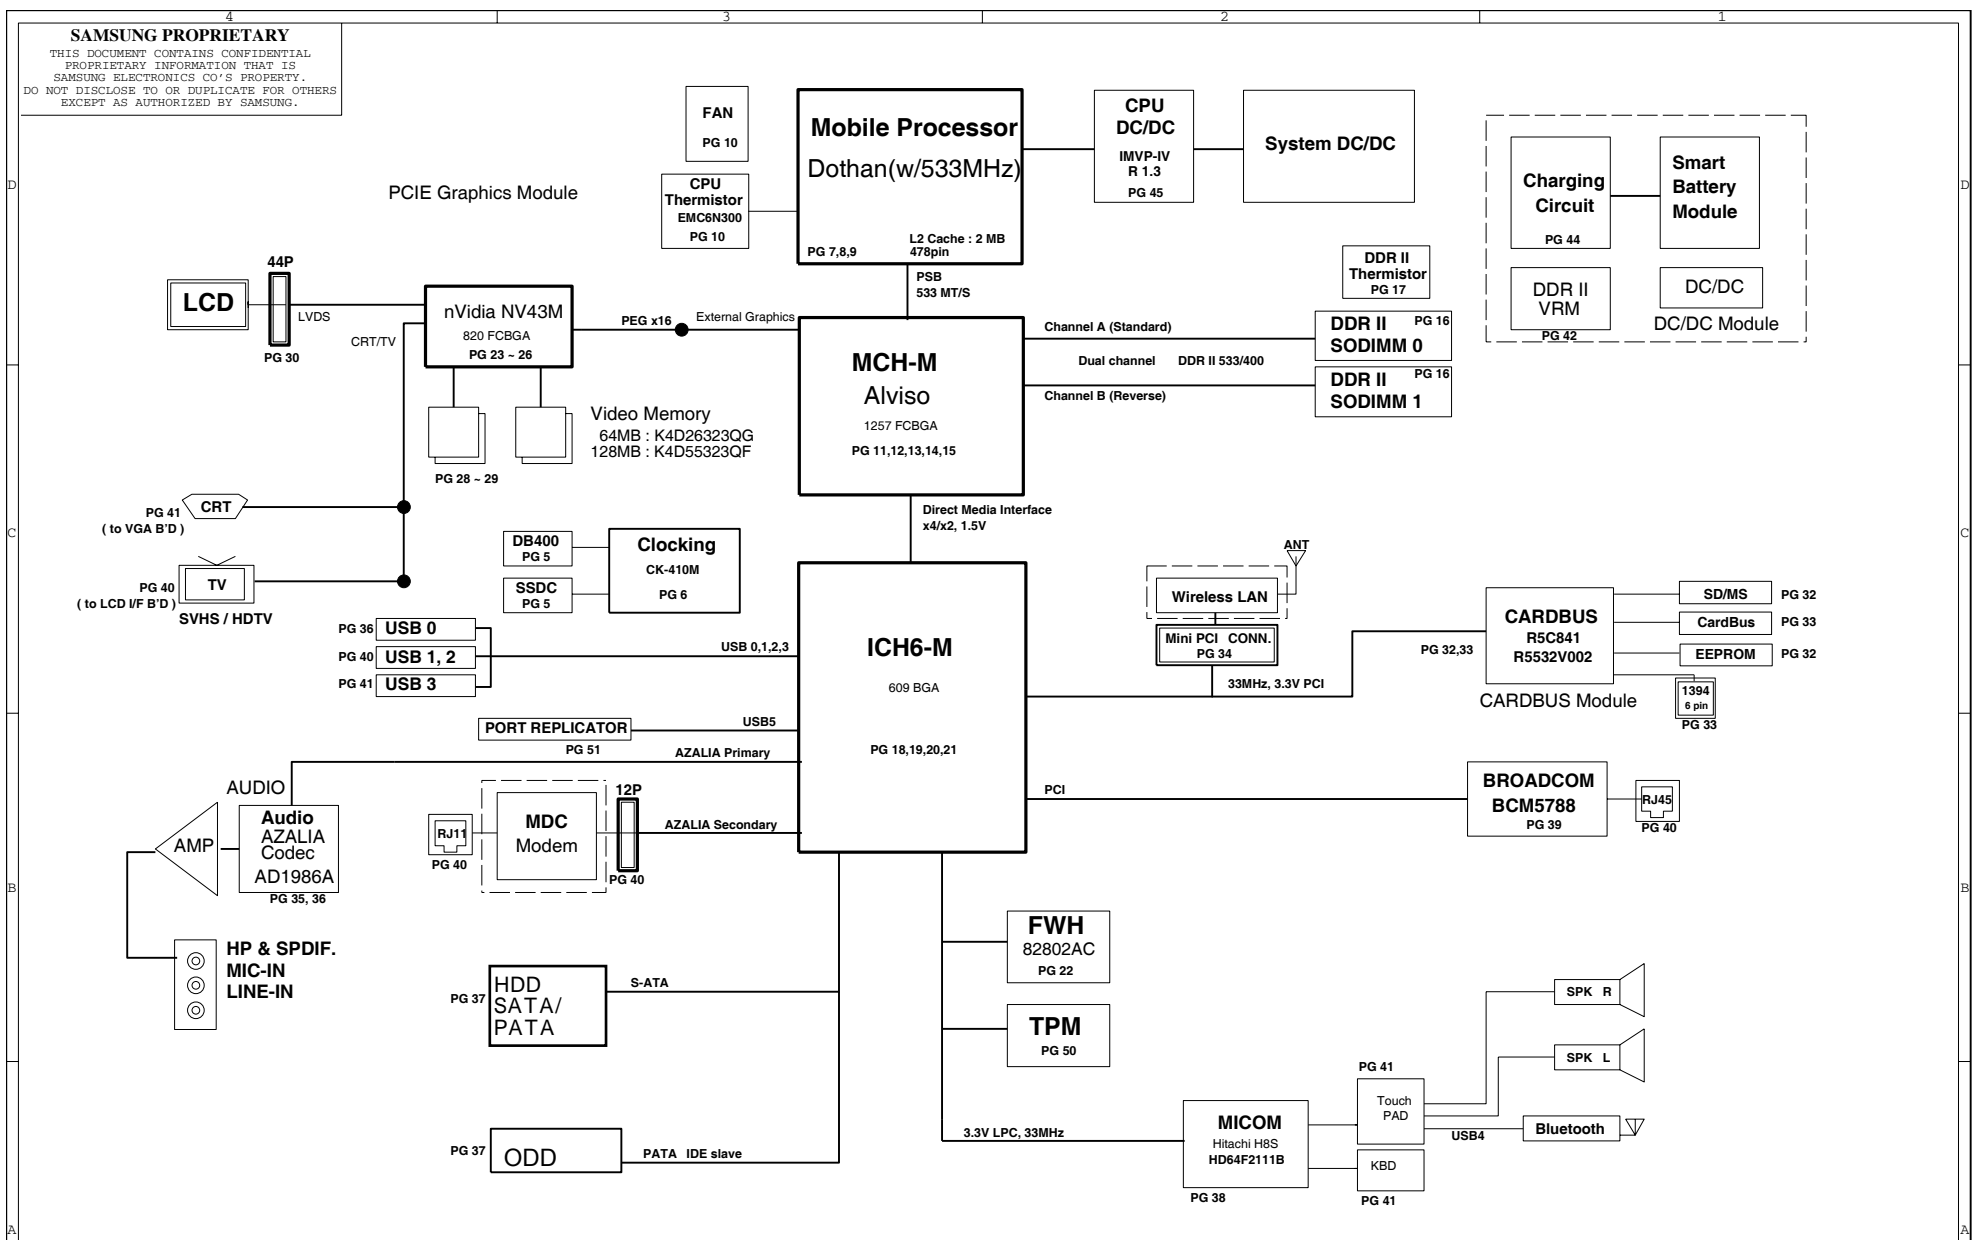 4 3 2 1
SAMSUNG PROPRIETARY
THIS DOCUMENT CONTAINS CONFIDENTIAL
PROPRIETARY INFORMATION THAT IS
SAMSUNG ELECTRONICS CO'S PROPERTY.
DO NOT DISCLOSE TO OR DUPLICATE FOR OTHERS
EXCEPT AS AUTHORIZED BY SAMSUNG.
D
D
FAN
PG 10
CPU
Thermistor
EMC6N300
PG 10
Mobile Processor
Dothan(w/533MHz)
L2 Cache : 2 MB
478pin
PG 7,8,9
CPU
DC/DC
IMVP-IV
R 1.3
PG 45
System DC/DC
Charging
Circuit
PG 44
Smart
Battery
Module
DDR II
VRM
PG 42
DC/DC
DC/DC Module
PCIE Graphics Module
PSB
533 MT/S
DDR II
Thermistor
PG 17
LCD
44P
PG 30
LVDS
CRT/TV
nVidia NV43M
820 FCBGA
PG 23 ~ 26
PEG x16
External Graphics
MCH-M
Alviso
1257 FCBGA
PG 11,12,13,14,15
Channel A (Standard)
Dual channel DDR II 533/400
Channel B (Reverse)
DDR II PG 16
SODIMM 0
DDR II PG 16
SODIMM 1
Video Memory
64MB : K4D26323QG
128MB : K4D55323QF
PG 28 ~ 29
C
C
CRT
PG 41
( to VGA B'D )
TV
PG 40
( to LCD I/F B'D )
SVHS / HDTV
Direct Media Interface
x4/x2, 1.5V
DB400
PG 5
SSDC
PG 5
Clocking
CK-410M
PG 6
ANT
Wireless LAN
Mini PCI CONN.
PG 34
33MHz, 3.3V PCI
PG 32,33
CARDBUS
R5C841
R5532V002
CARDBUS Module
SD/MS PG 32
CardBus PG 33
EEPROM PG 32
1394
6 pin
PG 33
PG 36 USB 0
PG 40 USB 1, 2
PG 41 USB 3
USB 0,1,2,3
ICH6-M
609 BGA
PG 18,19,20,21
PORT REPLICATOR
PG 51
USB5
AZALIA Primary
AUDIO
AMP
Audio
AZALIA
Codec
AD1986A
PG 35, 36
RJ11
PG 40
MDC
Modem
12P
PG 40
AZALIA Secondary
PCI
BROADCOM
BCM5788
PG 39
RJ45
PG 40
B
B
HP & SPDIF.
MIC-IN
LINE-IN
PG 37
HDD
SATA/
PATA
S-ATA
FWH
82802AC
PG 22
TPM
PG 50
SPK R
SPK L
PG 41
Touch
PAD
USB4
Bluetooth
PG 37
ODD
PATA IDE slave
3.3V LPC, 33MHz
MICOM
Hitachi H8S
HD64F2111B
PG 38
KBD
PG 41
A
A